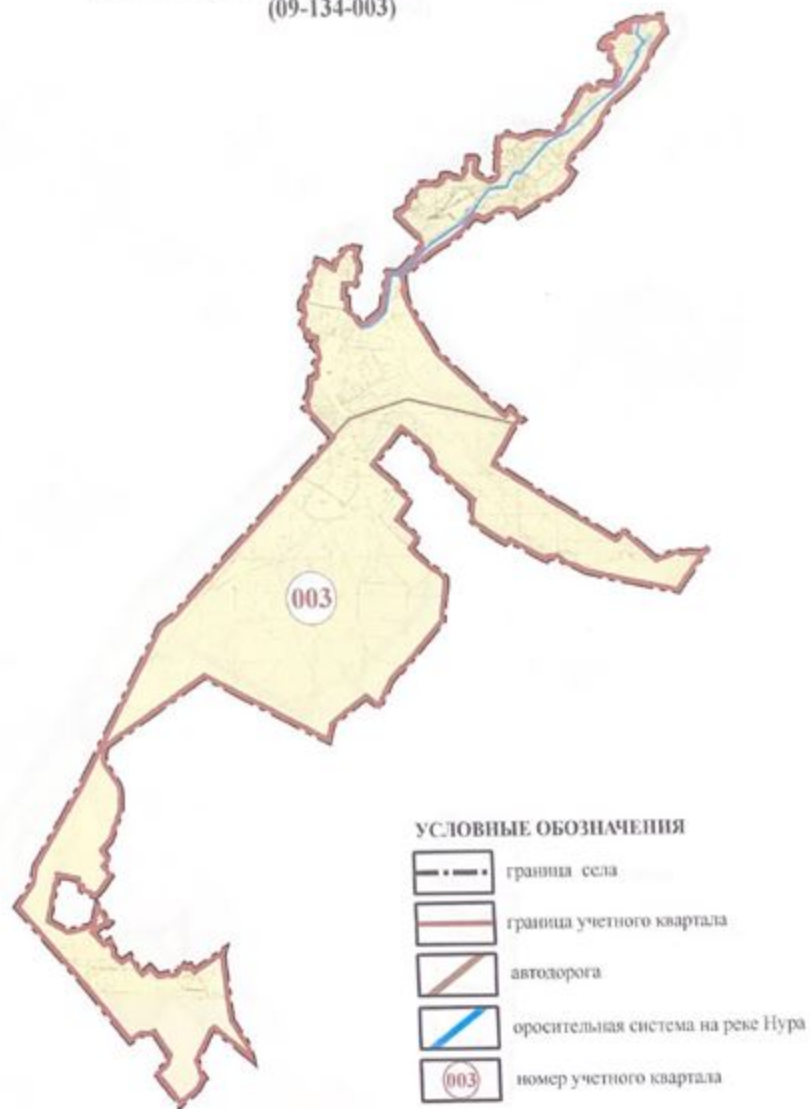 (09-134-003)
003
УСЛОВНЫЕ ОБОЗНАЧЕНИЯ
граница села
граница учетного квартала
автодорога
оросительная система на реке Нура
003
номер учетного квартала